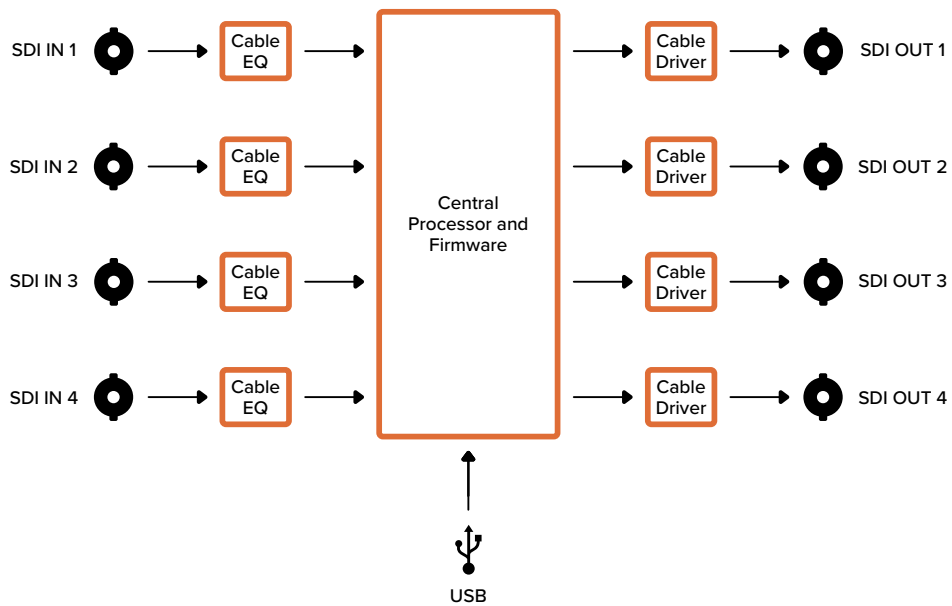 SDI IN 1
Cable
EQ
Cable
Driver
SDI OUT 1
SDI IN 2
Cable
EQ
Cable
Driver
SDI OUT 2
Central
Processor and
Firmware
SDI IN 3
Cable
EQ
Cable
Driver
SDI OUT 3
SDI IN 4
Cable
EQ
Cable
Driver
SDI OUT 4
USB